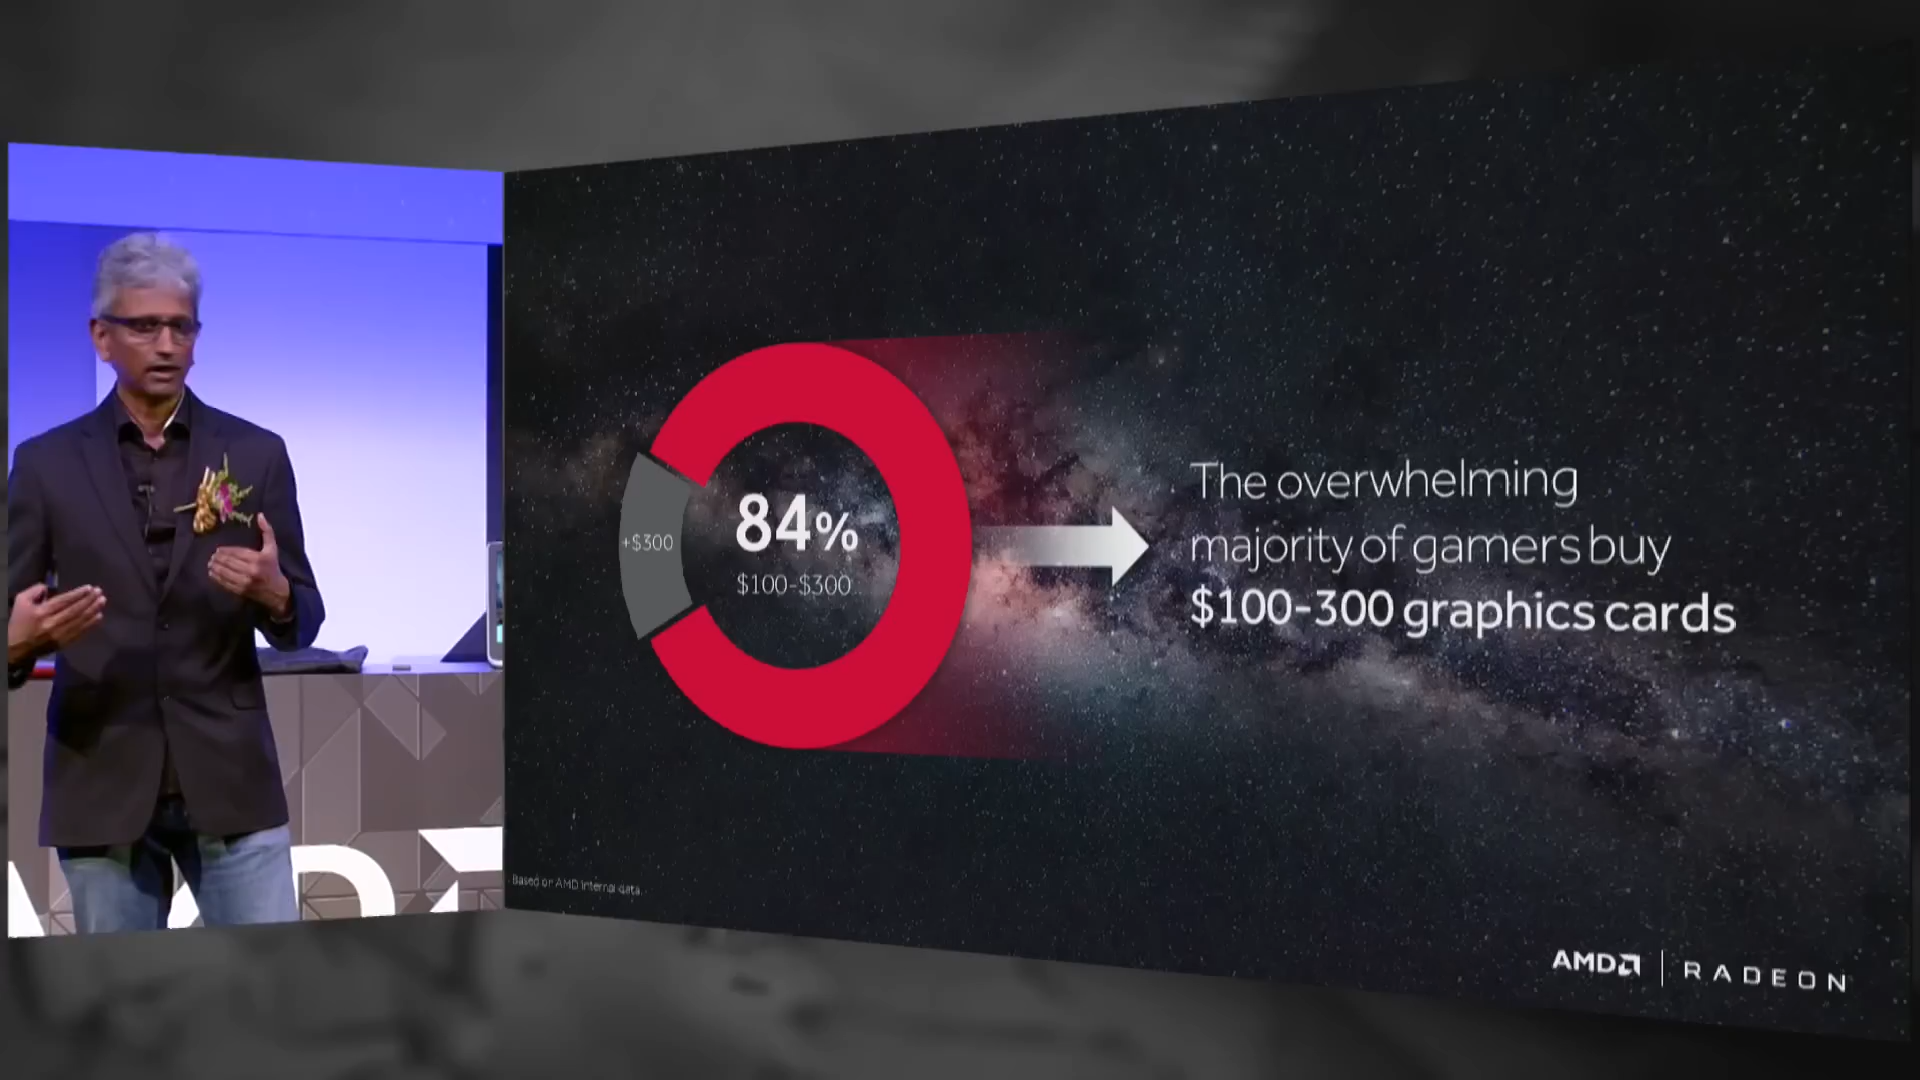 +$300
84%
$100-$300
The overwhelming
majority of gamers buy
$100-300 graphics cards
Based on AMD internal data.
AMD
RADEON